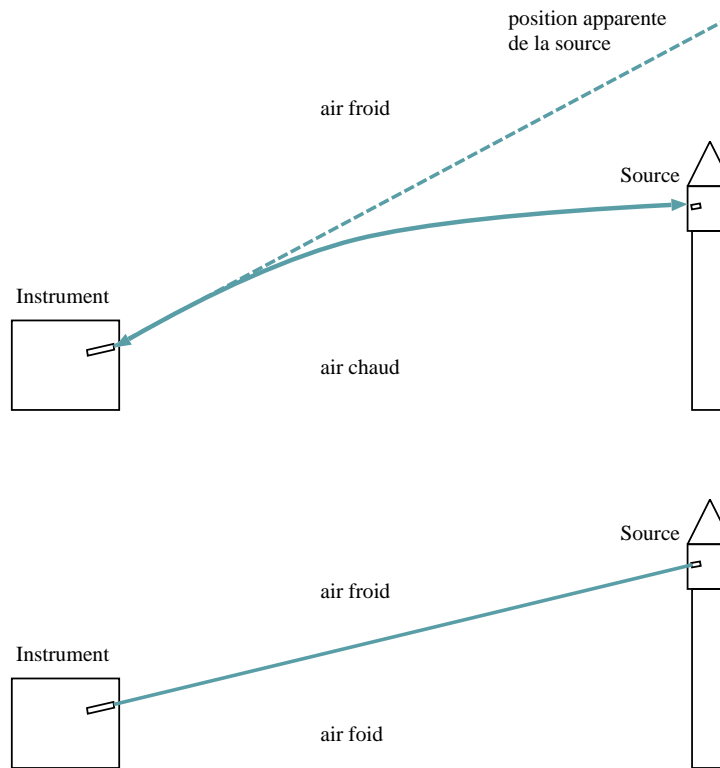 position apparente
de la source
air froid
Source
Instrument
air chaud
Source
air froid
Instrument
air foid